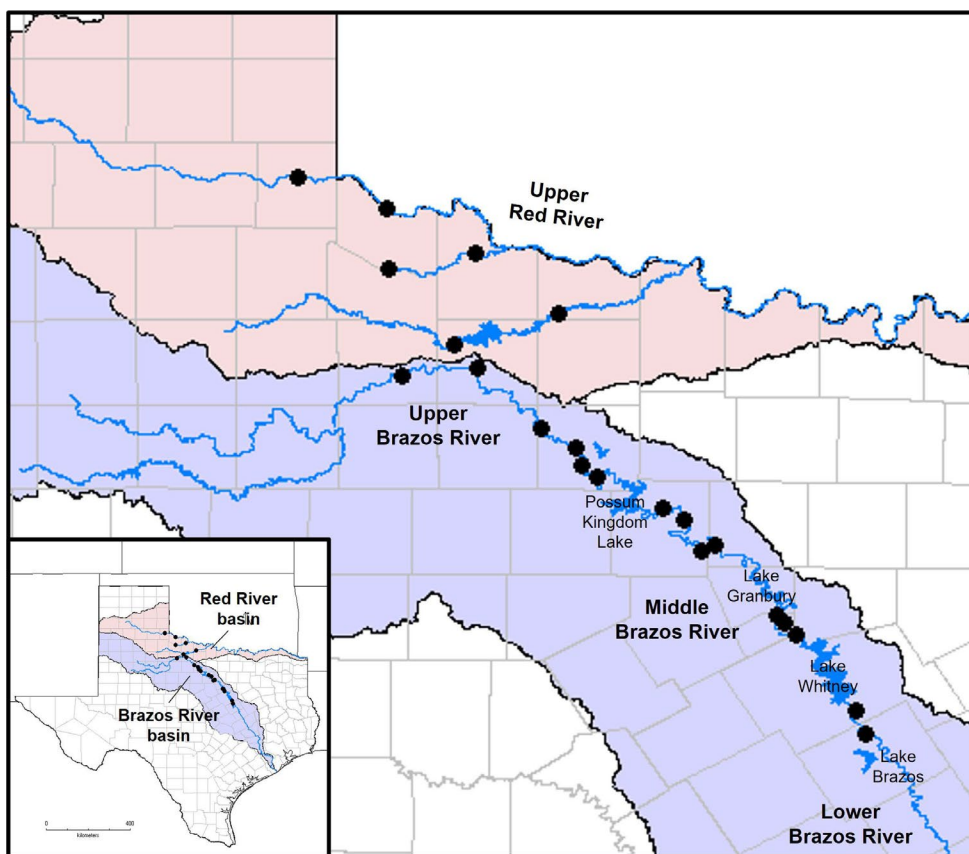 Upper
Red River
Upper
Brazos River
Possum
Kingdom
Lake
Lake
Granbury
Middle
Brazos River
Lake
Whitney
Lake
Brazos
Lower
Brazos River
Red River
basin
Brazos River
basin
0 400
kilometers